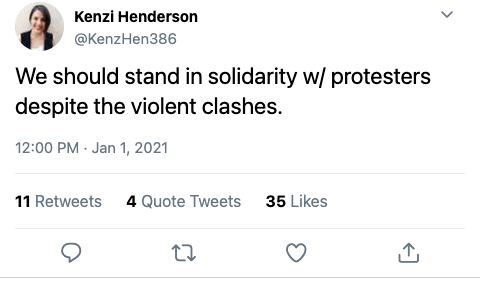 Kenzi Henderson
@KenzHen386
We should stand in solidarity w/ protesters
despite the violent clashes.
12:00 PM · Jan 1, 2021
11 Retweets 4 Quote Tweets 35 Likes